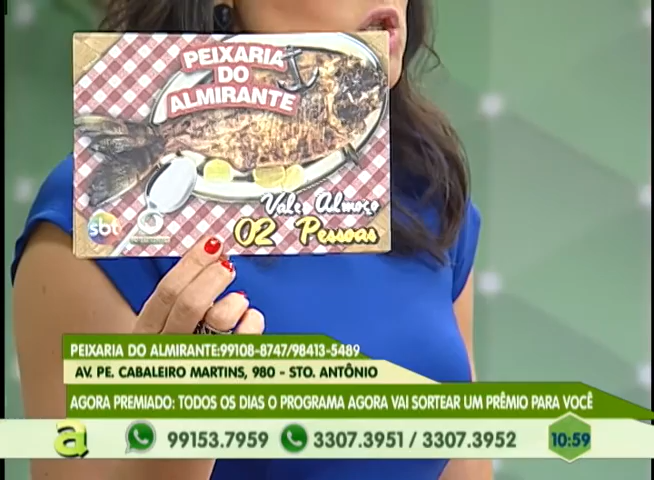 PEIXARIA
DO
ALMIRANTE
Vale Almoço
02 Pessoas
sbt
PEIXARIA DO ALMIRANTE:99108-8747/98413-5489
AV. PE. CABALEIRO MARTINS, 980 - STO. ANTÔNIO
AGORA PREMIADO: TODOS OS DIAS O PROGRAMA AGORA VAI SORTEAR UM PRÊMIO PARA VOCÊ
a 99153.7959 3307.3951 / 3307.3952 10:59